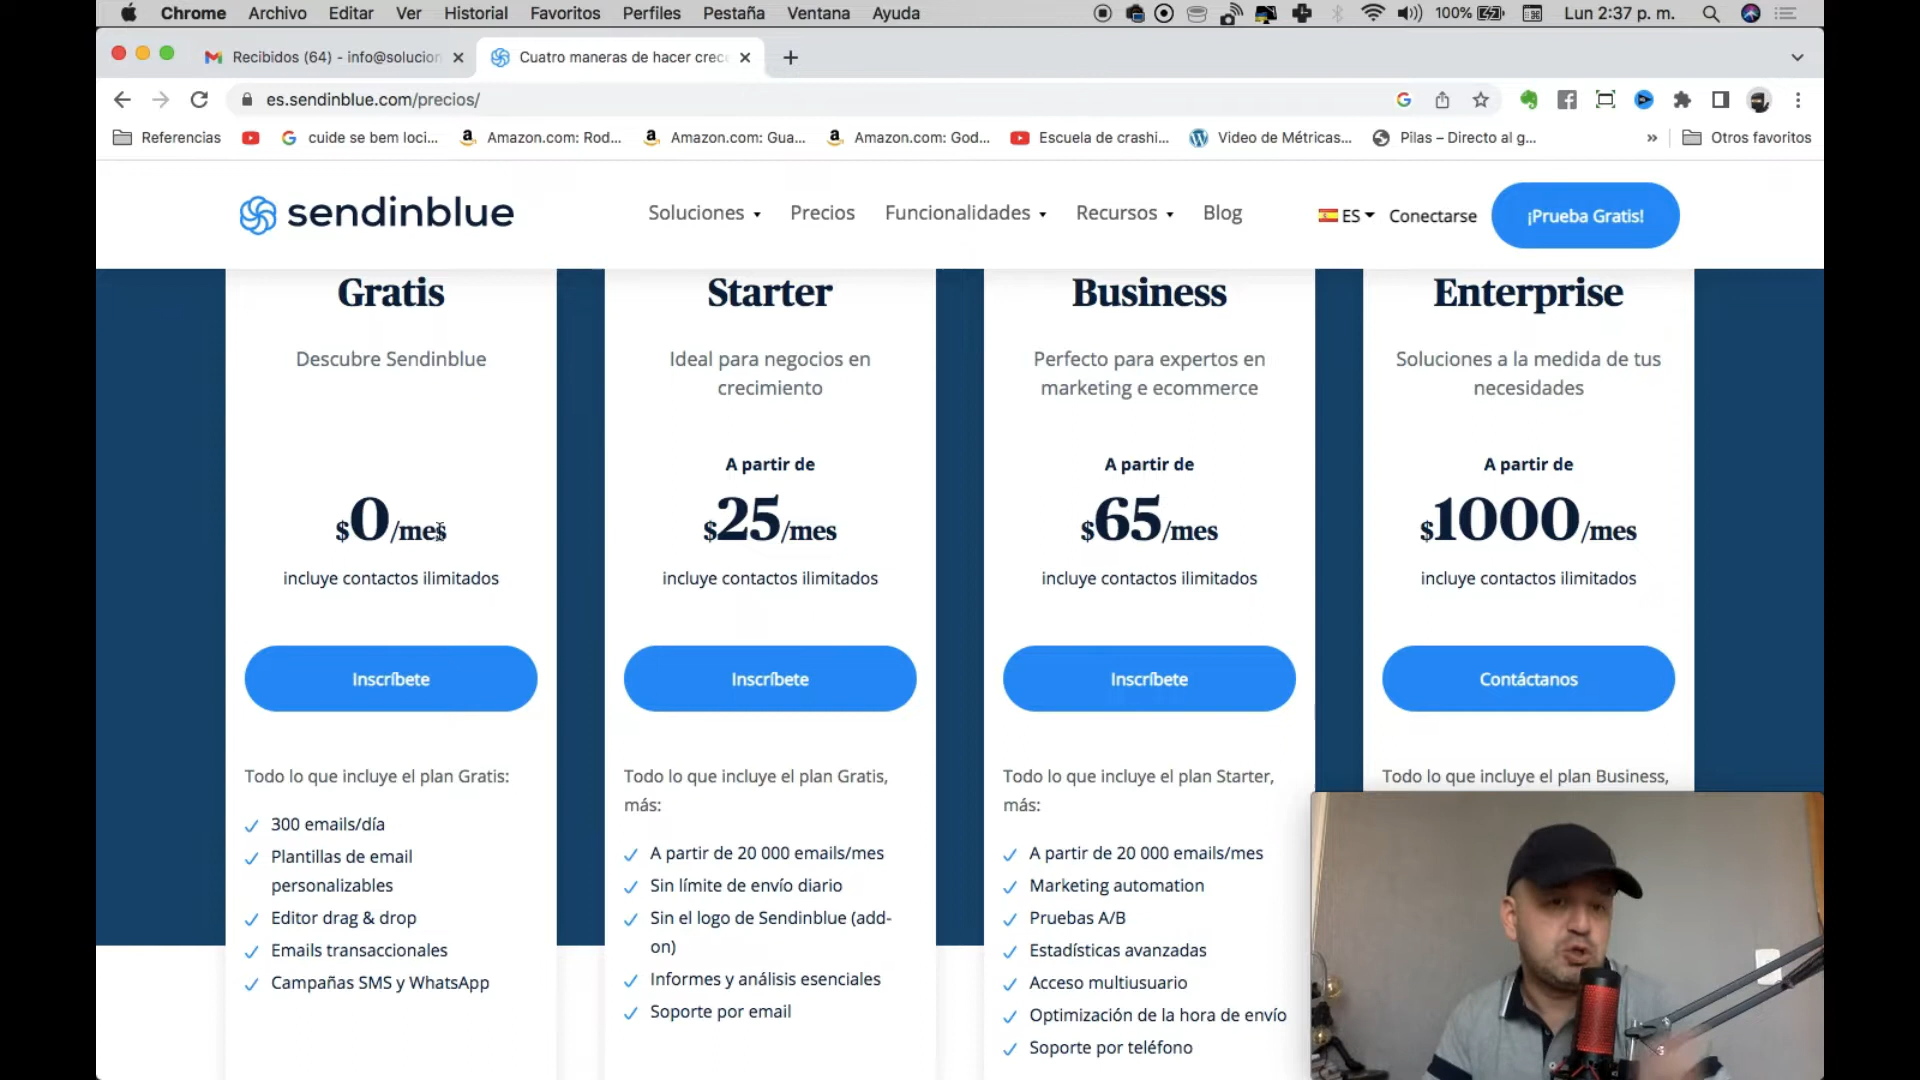 Chrome Archivo Editar Ver Historial Favoritos Perfiles Pestaña Ventana Ayuda 100% Lun 2:37 p. m.
Recibidos (64) - info@solucion Cuatro maneras de hacer crec
es.sendinblue.com/precios/
Referencias cuide se bem loci... Amazon.com: Rod... Amazon.com: Gua... Amazon.com: God... Escuela de crashi... Video de Métricas... Pilas – Directo al g... » Otros favoritos
sendinblue Soluciones Precios Funcionalidades Recursos Blog ES Conectarse ¡Prueba Gratis!
Gratis
Descubre Sendinblue
$0/mes
incluye contactos ilimitados
Inscríbete
Todo lo que incluye el plan Gratis:
300 emails/día
Plantillas de email
personalizables
Editor drag & drop
Emails transaccionales
Campañas SMS y WhatsApp
Starter
Ideal para negocios en
crecimiento
A partir de
$25/mes
incluye contactos ilimitados
Inscríbete
Todo lo que incluye el plan Gratis,
más:
A partir de 20 000 emails/mes
Sin límite de envío diario
Sin el logo de Sendinblue (add-
on)
Informes y análisis esenciales
Soporte por email
Business
Perfecto para expertos en
marketing e ecommerce
A partir de
$65/mes
incluye contactos ilimitados
Inscríbete
Todo lo que incluye el plan Starter,
más:
A partir de 20 000 emails/mes
Marketing automation
Pruebas A/B
Estadísticas avanzadas
Acceso multiusuario
Optimización de la hora de envío
Soporte por teléfono
Enterprise
Soluciones a la medida de tus
necesidades
A partir de
$1000/mes
incluye contactos ilimitados
Contáctanos
Todo lo que incluye el plan Business,